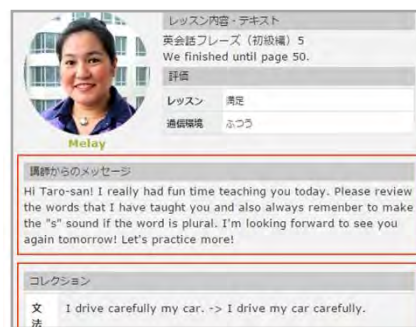 レッスン内容・テキスト
英会話フレーズ（初級編）5
We finished until page 50.
評価
レッスン 満足
通信環境 ふつう
Melay
講師からのメッセージ
Hi Taro-san! I really had fun time teaching you today. Please review
the words that I have taught you and also always remenber to make
the "s" sound if the word is plural. I'm looking forward to see you
again tomorrow! Let's practice more!
コレクション
文法 I drive carefully my car. -> I drive my car carefully.